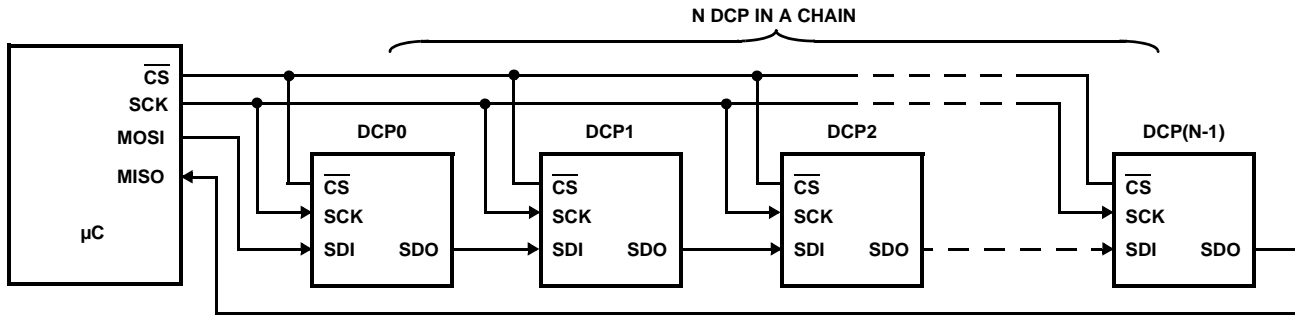 N DCP IN A CHAIN
CS
SCK
MOSI
MISO
µC
DCP0
CS
SCK
SDI SDO
DCP1
CS
SCK
SDI SDO
DCP2
CS
SCK
SDI SDO
DCP(N-1)
CS
SCK
SDI SDO